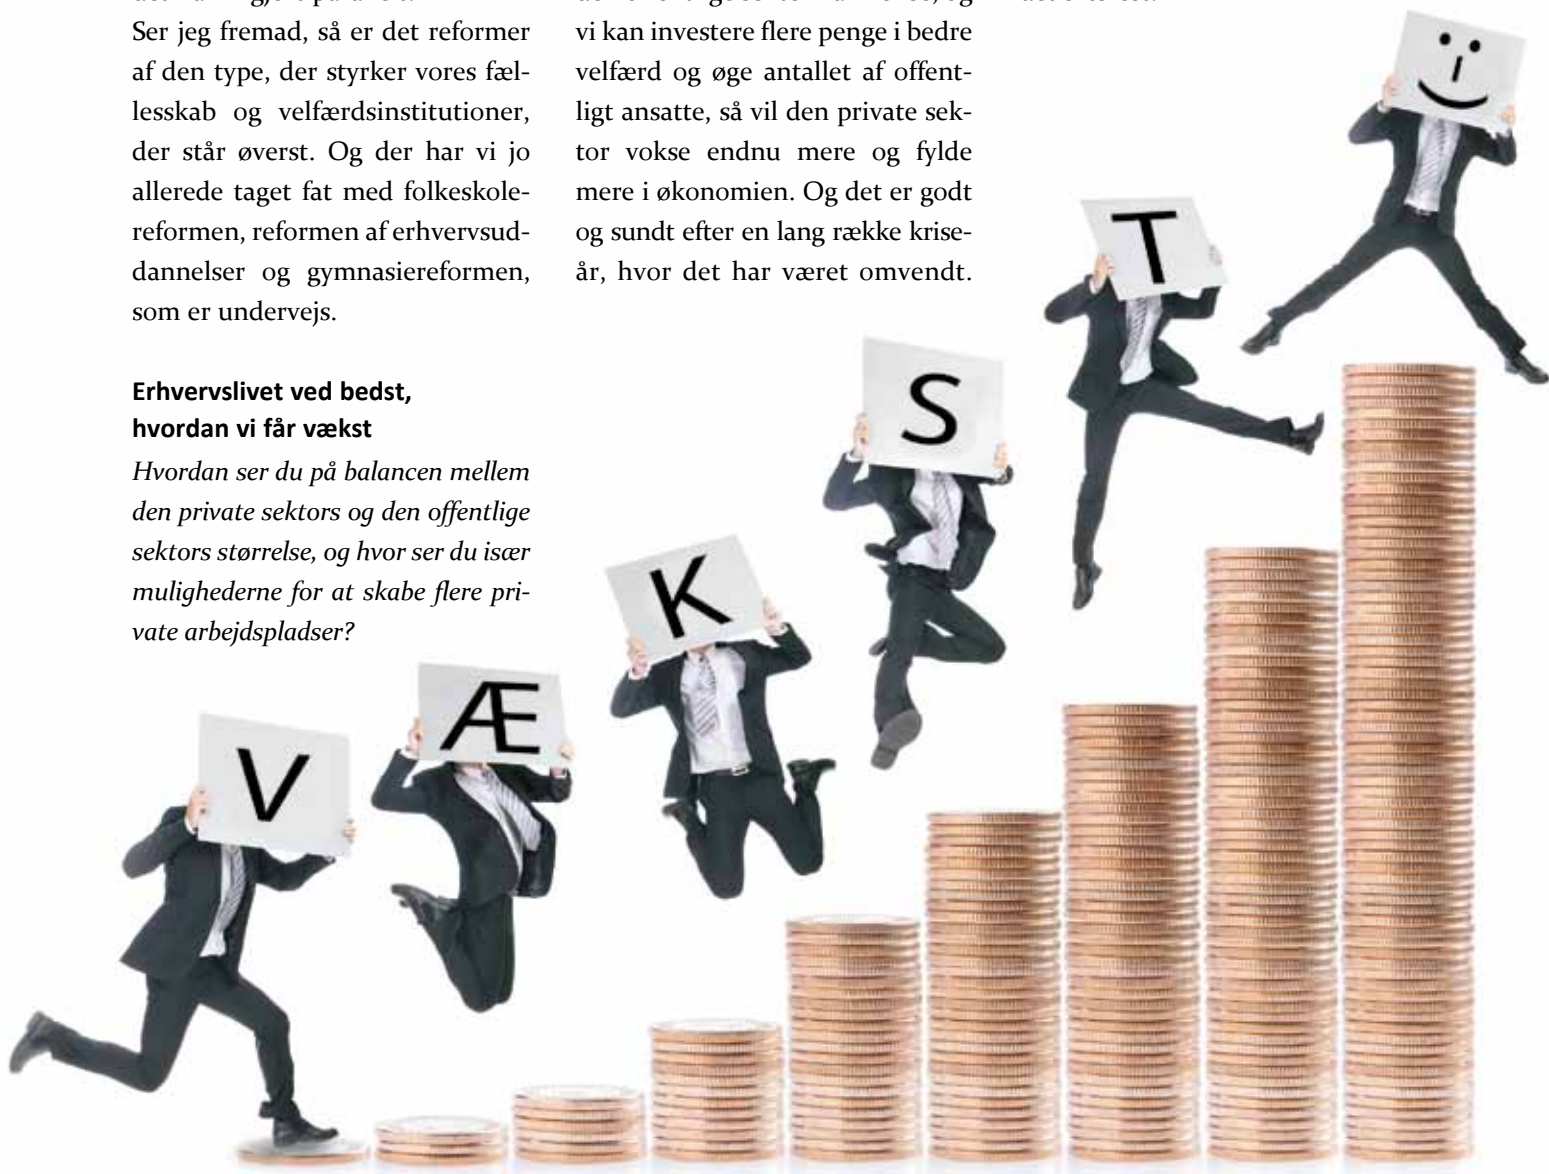 Ser jeg fremad, så er det reformer
af den type, der styrker vores fæl-
lesskab og velfærdsinstitutioner,
der står øverst. Og der har vi jo
allerede taget fat med folkeskole-
reformen, reformen af erhvervsud-
dannelser og gymnasiereformen,
som er undervejs.
Erhvervslivet ved bedst,
hvordan vi får vækst
Hvordan ser du på balancen mellem
den private sektors og den offentlige
sektors størrelse, og hvor ser du især
mulighederne for at skabe flere pri-
vate arbejdspladser?
vi kan investere flere penge i bedre
velfærd og øge antallet af offent-
ligt ansatte, så vil den private sek-
tor vokse endnu mere og fylde
mere i økonomien. Og det er godt
og sundt efter en lang række krise-
år, hvor det har været omvendt.
V
Æ
K
S
T